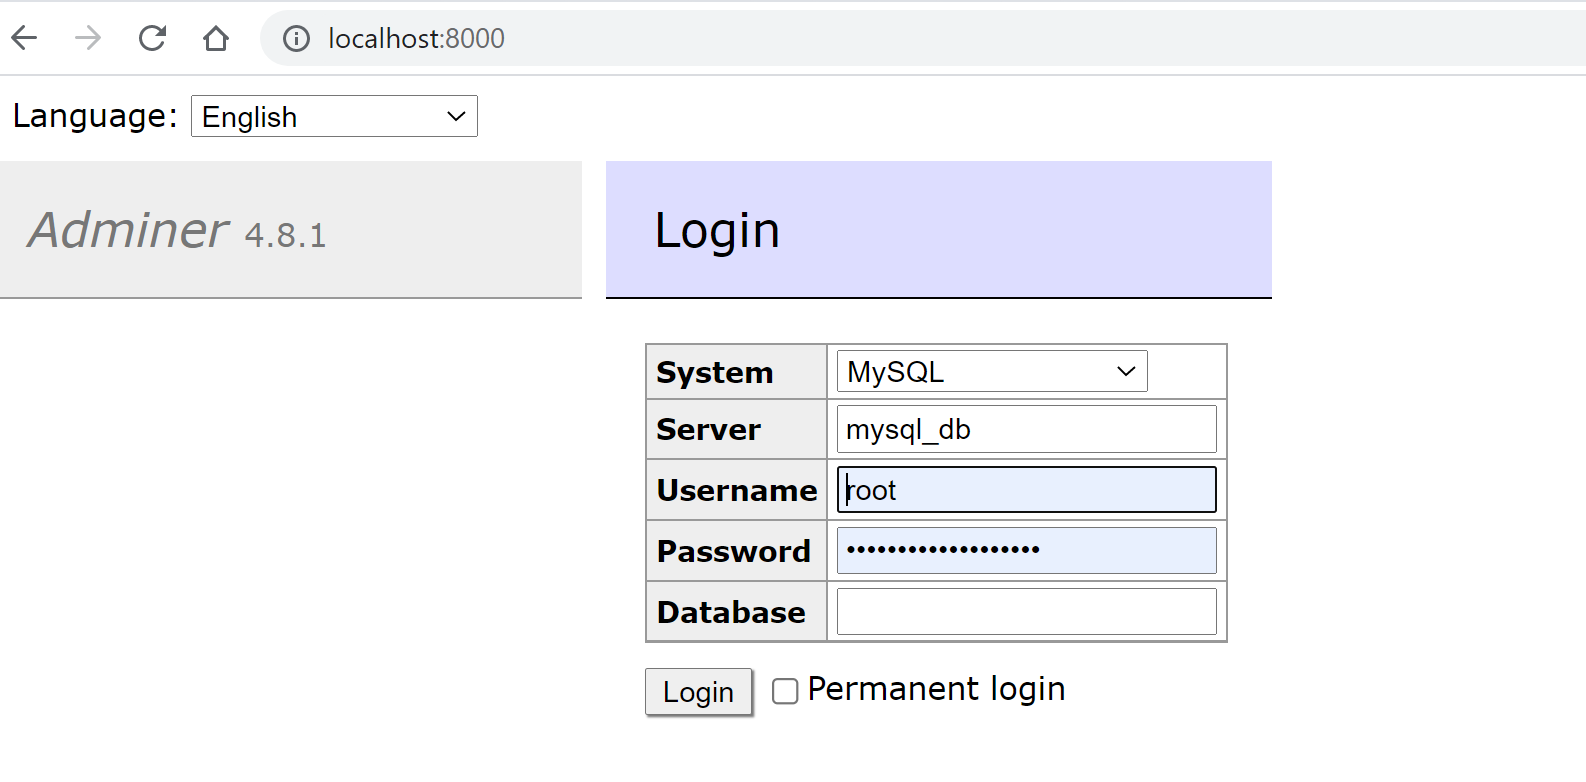 localhost:8000
Language: English
Adminer 4.8.1
Login
System MySQL
Server mysql_db
Username root
Password •••••••••••••••••••
Database
Login Permanent login